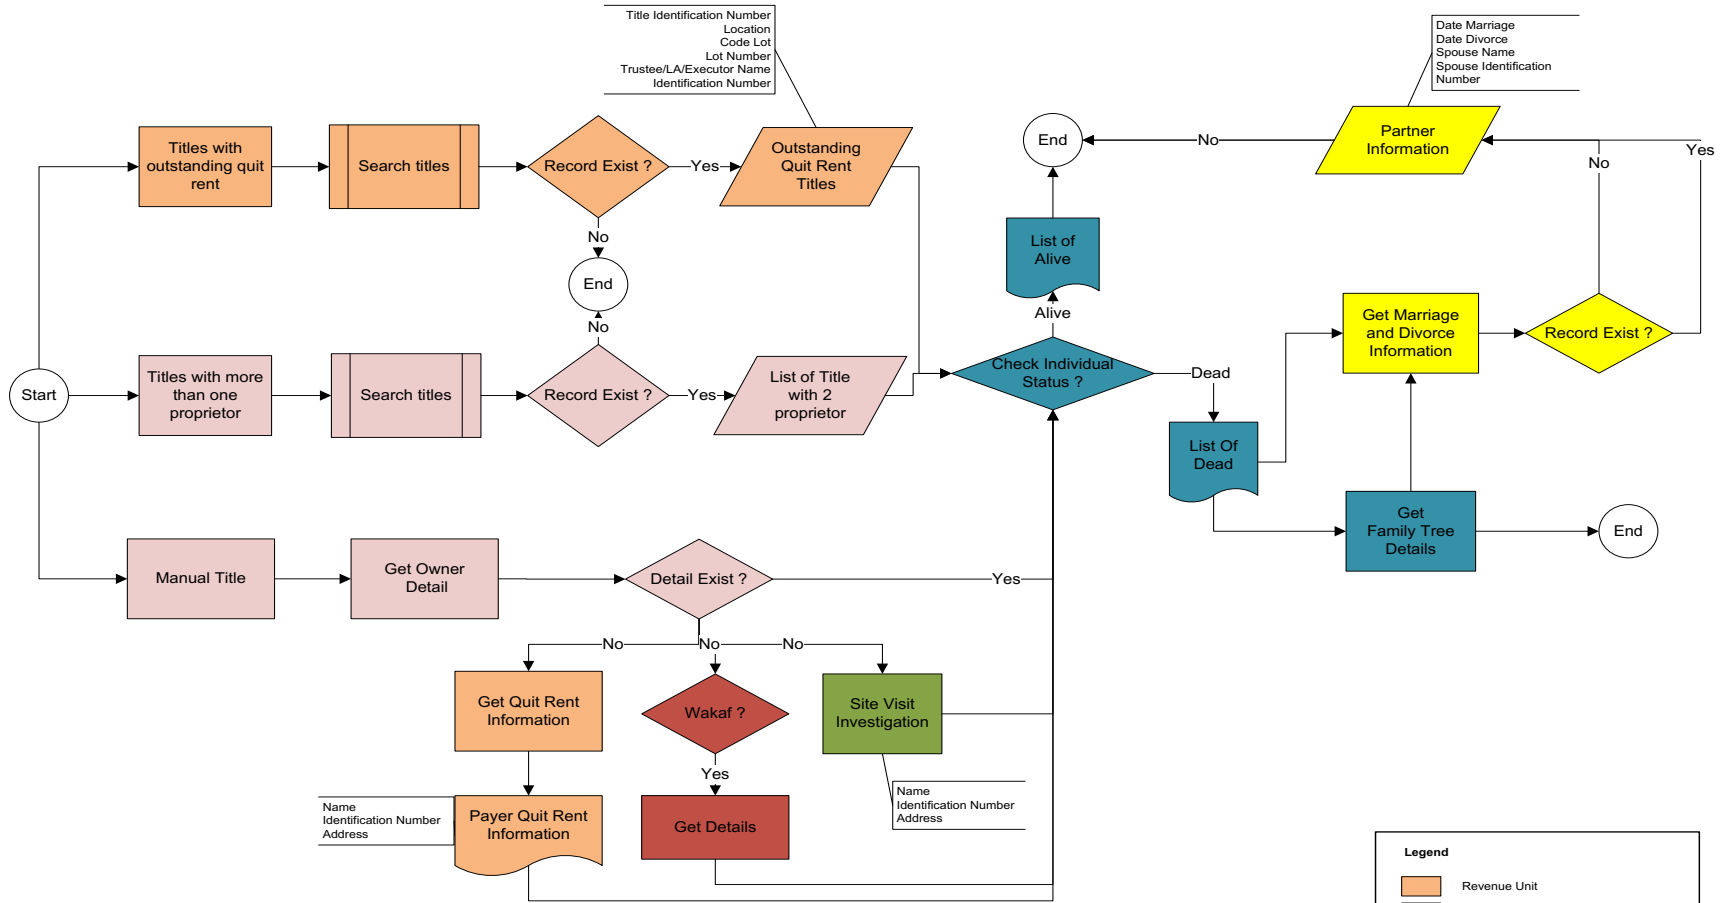 Title Identification Number
Location
Code Lot
Lot Number
Trustee/LA/Executor Name
Identification Number
Date Marriage
Date Divorce
Spouse Name
Spouse Identification
Number
Titles with
outstanding quit
rent
Search titles
Record Exist ?
Yes
Outstanding
Quit Rent
Titles
End
No
Partner
Information
No
Yes
No
End
No
List of
Alive
Alive
Get Marriage
and Divorce
Information
Record Exist ?
Start
Titles with more
than one
proprietor
Search titles
Record Exist ?
Yes
List of Title
with 2
proprietor
Check Individual
Status ?
Dead
List Of
Dead
Get
Family Tree
Details
End
Manual Title
Get Owner
Detail
Detail Exist ?
Yes
No
No
No
Get Quit Rent
Information
Wakaf ?
Site Visit
Investigation
Yes
Name
Identification Number
Address
Payer Quit Rent
Information
Get Details
Name
Identification Number
Address
Legend
Revenue Unit